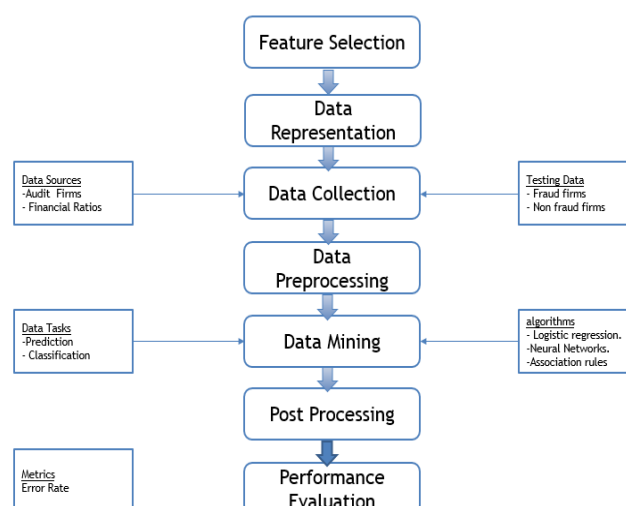 Feature Selection
Data
Representation
Data Sources
-Audit Firms
- Financial Ratios
Data Collection
Testing Data
- Fraud firms
- Non fraud firms
Data
Preprocessing
Data Tasks
-Prediction
- Classification
Data Mining
algorithms
- Logistic regression.
-Neural Networks.
-Association rules
Post Processing
Metrics
Error Rate
Performance
Evaluation